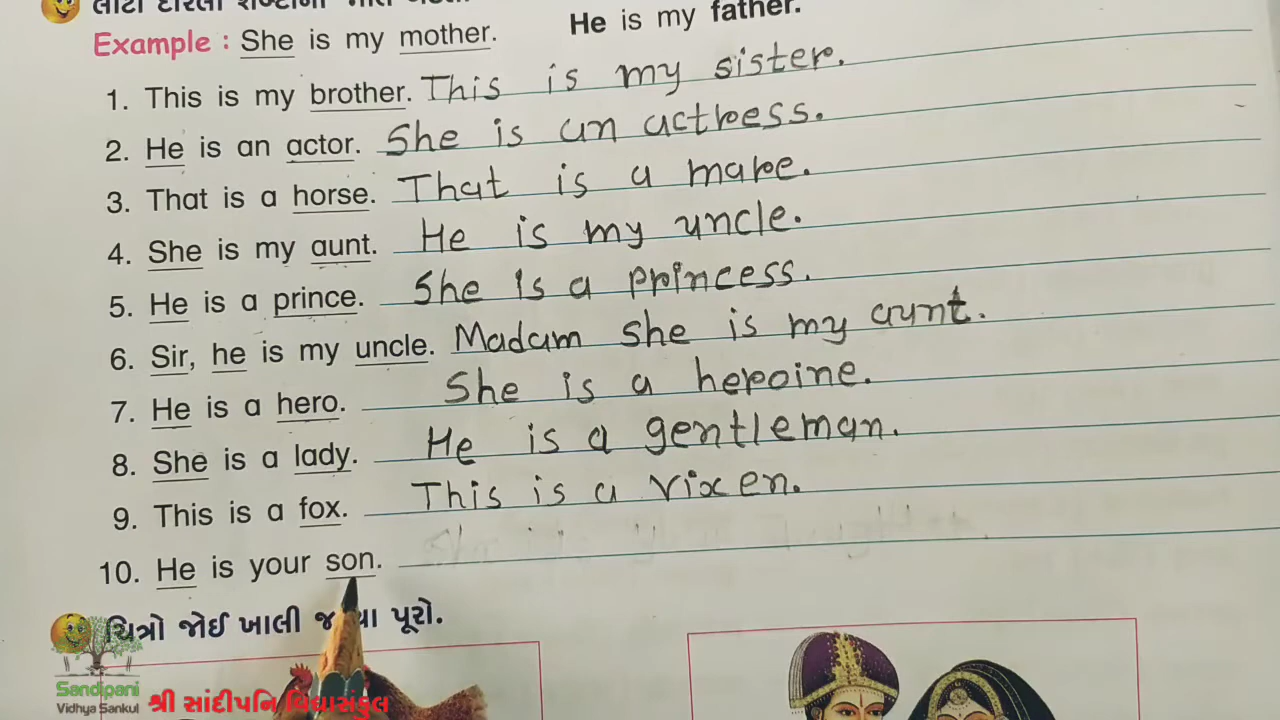 Example : She is my mother. He is my father.
1. This is my brother. This is my sister.
2. He is an actor. She is an actress.
3. That is a horse. That is a mare.
4. She is my aunt. He is my uncle.
5. He is a prince. She is a princess.
6. Sir, he is my uncle. Madam she is my aunt.
7. He is a hero. She is a heroine.
8. She is a lady. He is a gentleman.
9. This is a fox. This is a vixen.
10. He is your son.
ચિત્રો જોઈ ખાલી પૂરો.
Sandipani
Vidhya Sankul
શ્રી સાંદીપનિ વિદ્યાસંકુલ